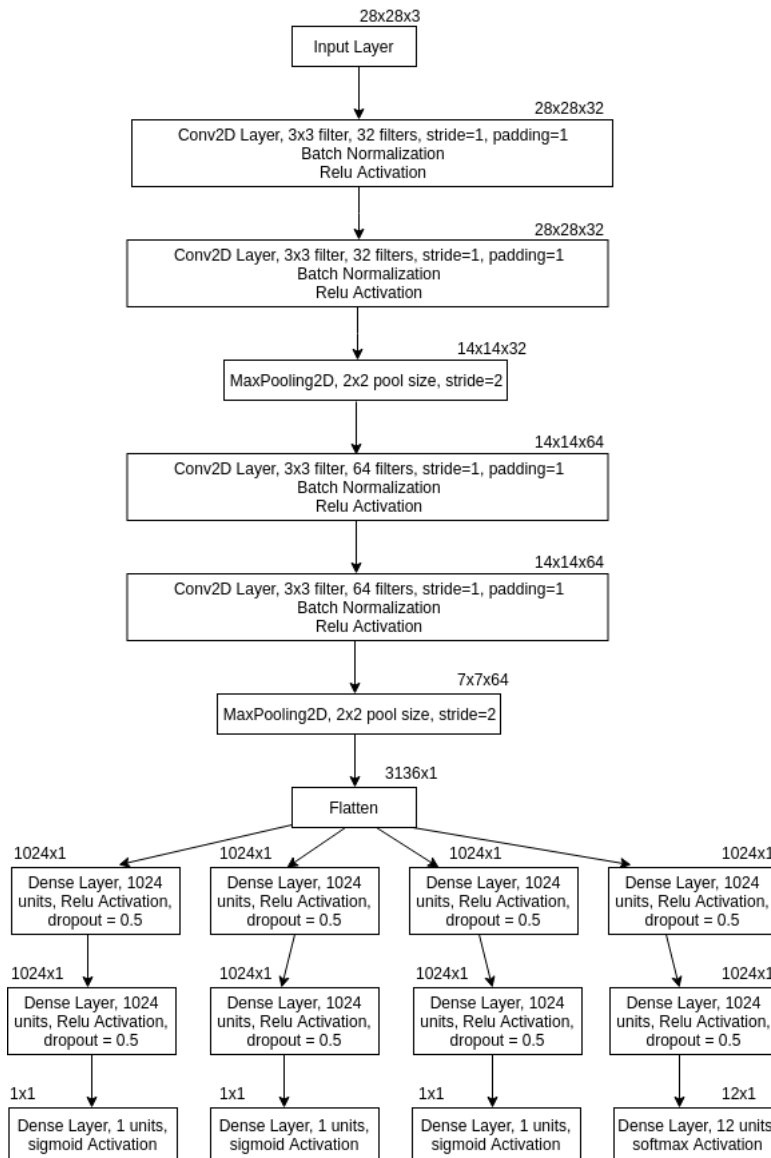 28x28x3
Input Layer
28x28x32
Conv2D Layer, 3x3 filter, 32 filters, stride=1, padding=1
Batch Normalization
Relu Activation
28x28x32
Conv2D Layer, 3x3 filter, 32 filters, stride=1, padding=1
Batch Normalization
Relu Activation
14x14x32
MaxPooling2D, 2x2 pool size, stride=2
14x14x64
Conv2D Layer, 3x3 filter, 64 filters, stride=1, padding=1
Batch Normalization
Relu Activation
14x14x64
Conv2D Layer, 3x3 filter, 64 filters, stride=1, padding=1
Batch Normalization
Relu Activation
7x7x64
MaxPooling2D, 2x2 pool size, stride=2
3136x1
Flatten
1024x1
Dense Layer, 1024
units, Relu Activation,
dropout = 0.5
1024x1
Dense Layer, 1024
units, Relu Activation,
dropout = 0.5
1024x1
Dense Layer, 1024
units, Relu Activation,
dropout = 0.5
1024x1
Dense Layer, 1024
units, Relu Activation,
dropout = 0.5
1024x1
Dense Layer, 1024
units, Relu Activation,
dropout = 0.5
1024x1
Dense Layer, 1024
units, Relu Activation,
dropout = 0.5
1024x1
Dense Layer, 1024
units, Relu Activation,
dropout = 0.5
1024x1
Dense Layer, 1024
units, Relu Activation,
dropout = 0.5
1x1
Dense Layer, 1 units,
sigmoid Activation
1x1
Dense Layer, 1 units,
sigmoid Activation
1x1
Dense Layer, 1 units,
sigmoid Activation
12x1
Dense Layer, 12 units,
softmax Activation